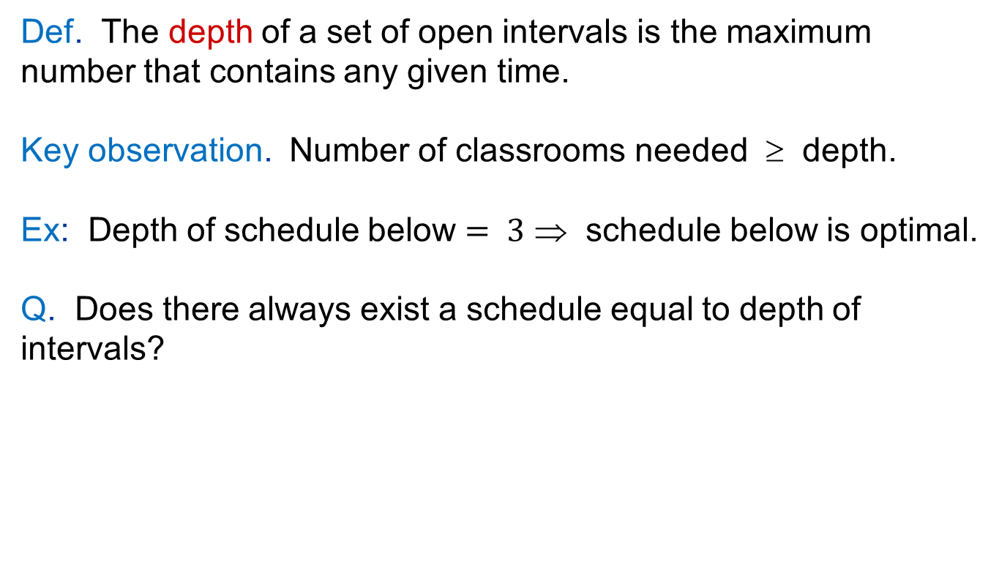 Def. The depth of a set of open intervals is the maximum
number that contains any given time.
Key observation. Number of classrooms needed ≥ depth.
Ex: Depth of schedule below = 3 ⇒ schedule below is optimal.
Q. Does there always exist a schedule equal to depth of
intervals?